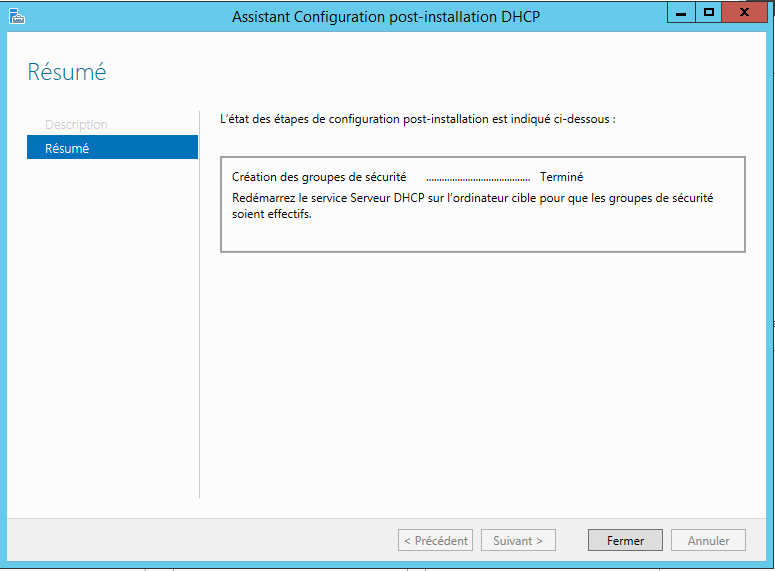 Assistant Configuration post-installation DHCP
Résumé
Description
Résumé
L'état des étapes de configuration post-installation est indiqué ci-dessous :
Création des groupes de sécurité ........................................ Terminé
Redémarrez le service Serveur DHCP sur l'ordinateur cible pour que les groupes de sécurité
soient effectifs.
< Précédent Suivant > Fermer Annuler